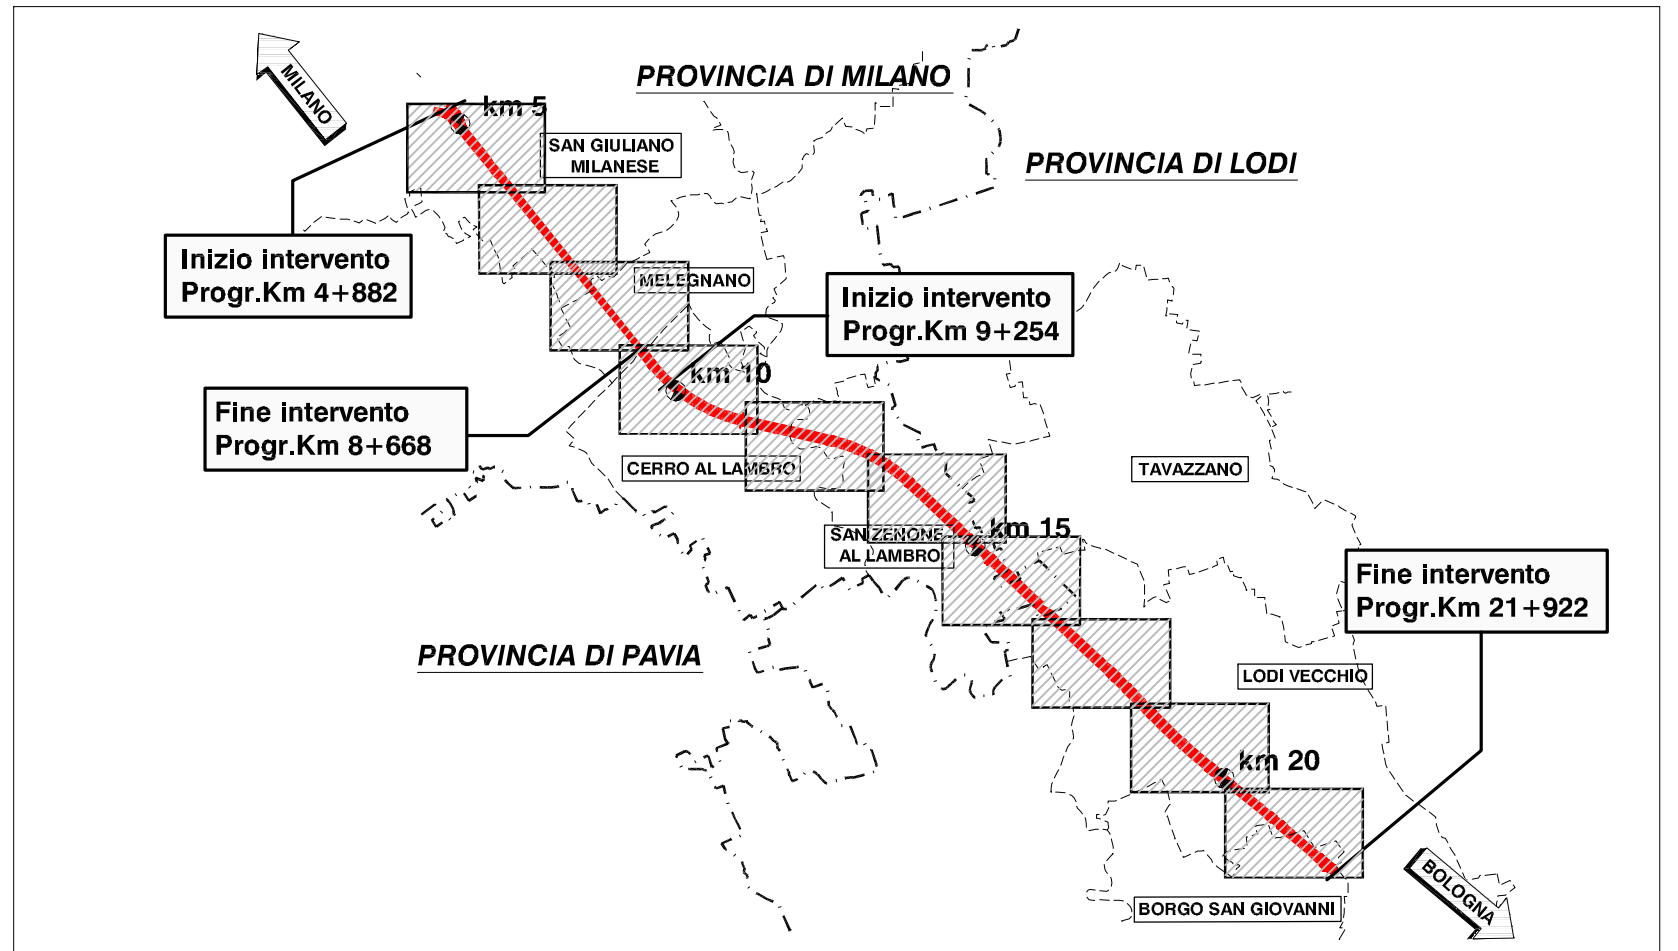 MILANO
PROVINCIA DI MILANO
km 5
SAN GIULIANO
MILANESE
PROVINCIA DI LODI
Inizio intervento
Progr.Km 4+882
MELEGNANO
Inizio intervento
Progr.Km 9+254
km 10
Fine intervento
Progr.Km 8+668
CERRO AL LAMBRO
TAVAZZANO
km 15
SAN ZENONE
AL LAMBRO
Fine intervento
Progr.Km 21+922
PROVINCIA DI PAVIA
LODI VECCHIO
km 20
BOLOGNA
BORGO SAN GIOVANNI